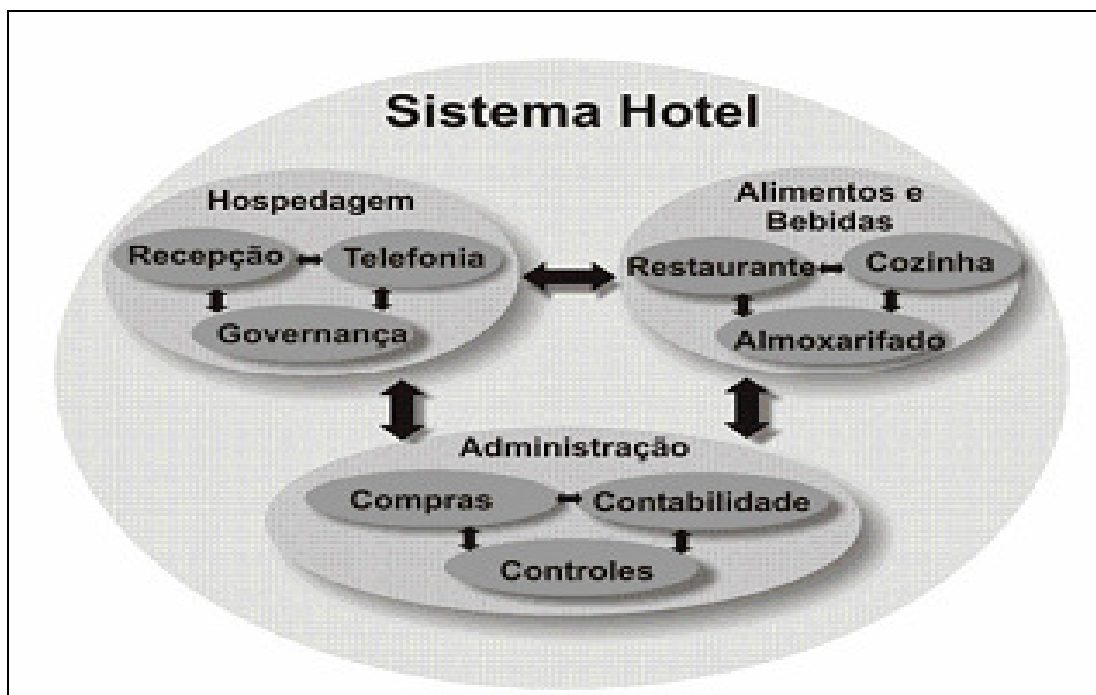 Sistema Hotel
Hospedagem
Recepção
Telefonia
Governança
Alimentos e
Bebidas
Restaurante
Cozinha
Almoxarifado
Administração
Compras
Contabilidade
Controles